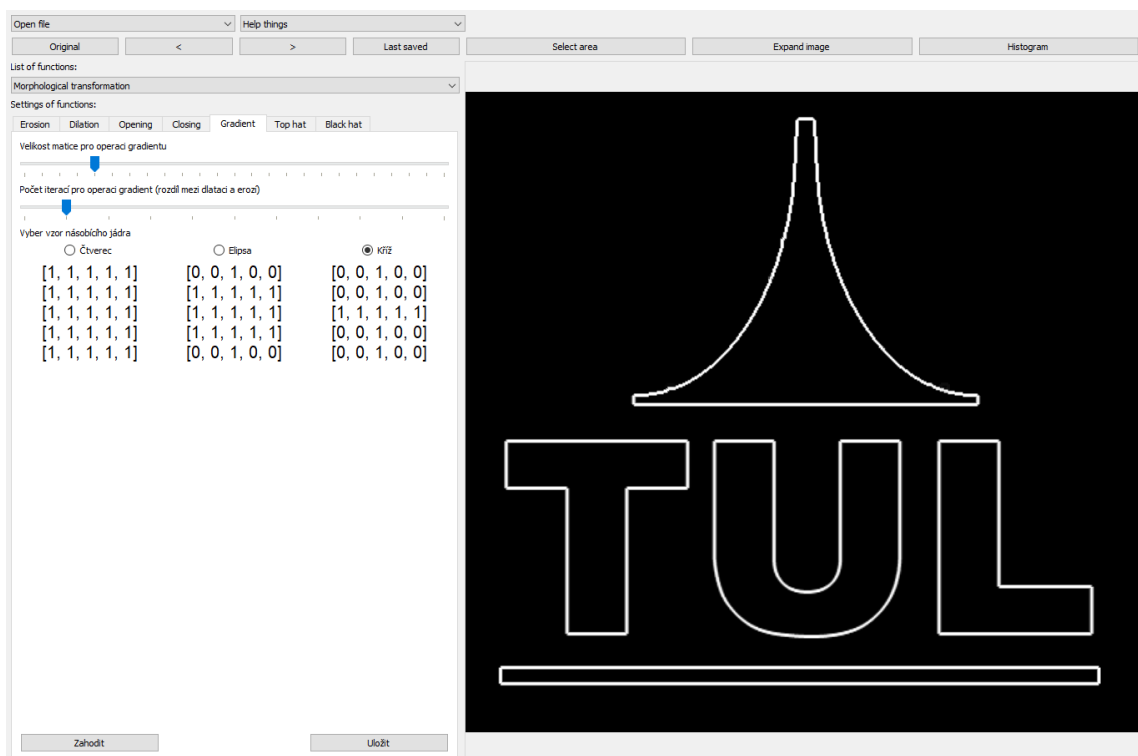 Open file Help things
Original < > Last saved Select area Expand image Histogram
List of functions:
Morphological transformation
Settings of functions:
Erosion Dilation Opening Closing Gradient Top hat Black hat
Velikost matice pro operaci gradientu
Počet iterací pro operaci gradient (rozdíl mezi dlataci a erozí)
Vyber vzor násobícího jádra
Čtverec Elipsa Kříž
[1, 1, 1, 1, 1] [0, 0, 1, 0, 0] [0, 0, 1, 0, 0]
[1, 1, 1, 1, 1] [1, 1, 1, 1, 1] [0, 0, 1, 0, 0]
[1, 1, 1, 1, 1] [1, 1, 1, 1, 1] [1, 1, 1, 1, 1]
[1, 1, 1, 1, 1] [1, 1, 1, 1, 1] [0, 0, 1, 0, 0]
[1, 1, 1, 1, 1] [0, 0, 1, 0, 0] [0, 0, 1, 0, 0]
TUL
Zahodit Uložit